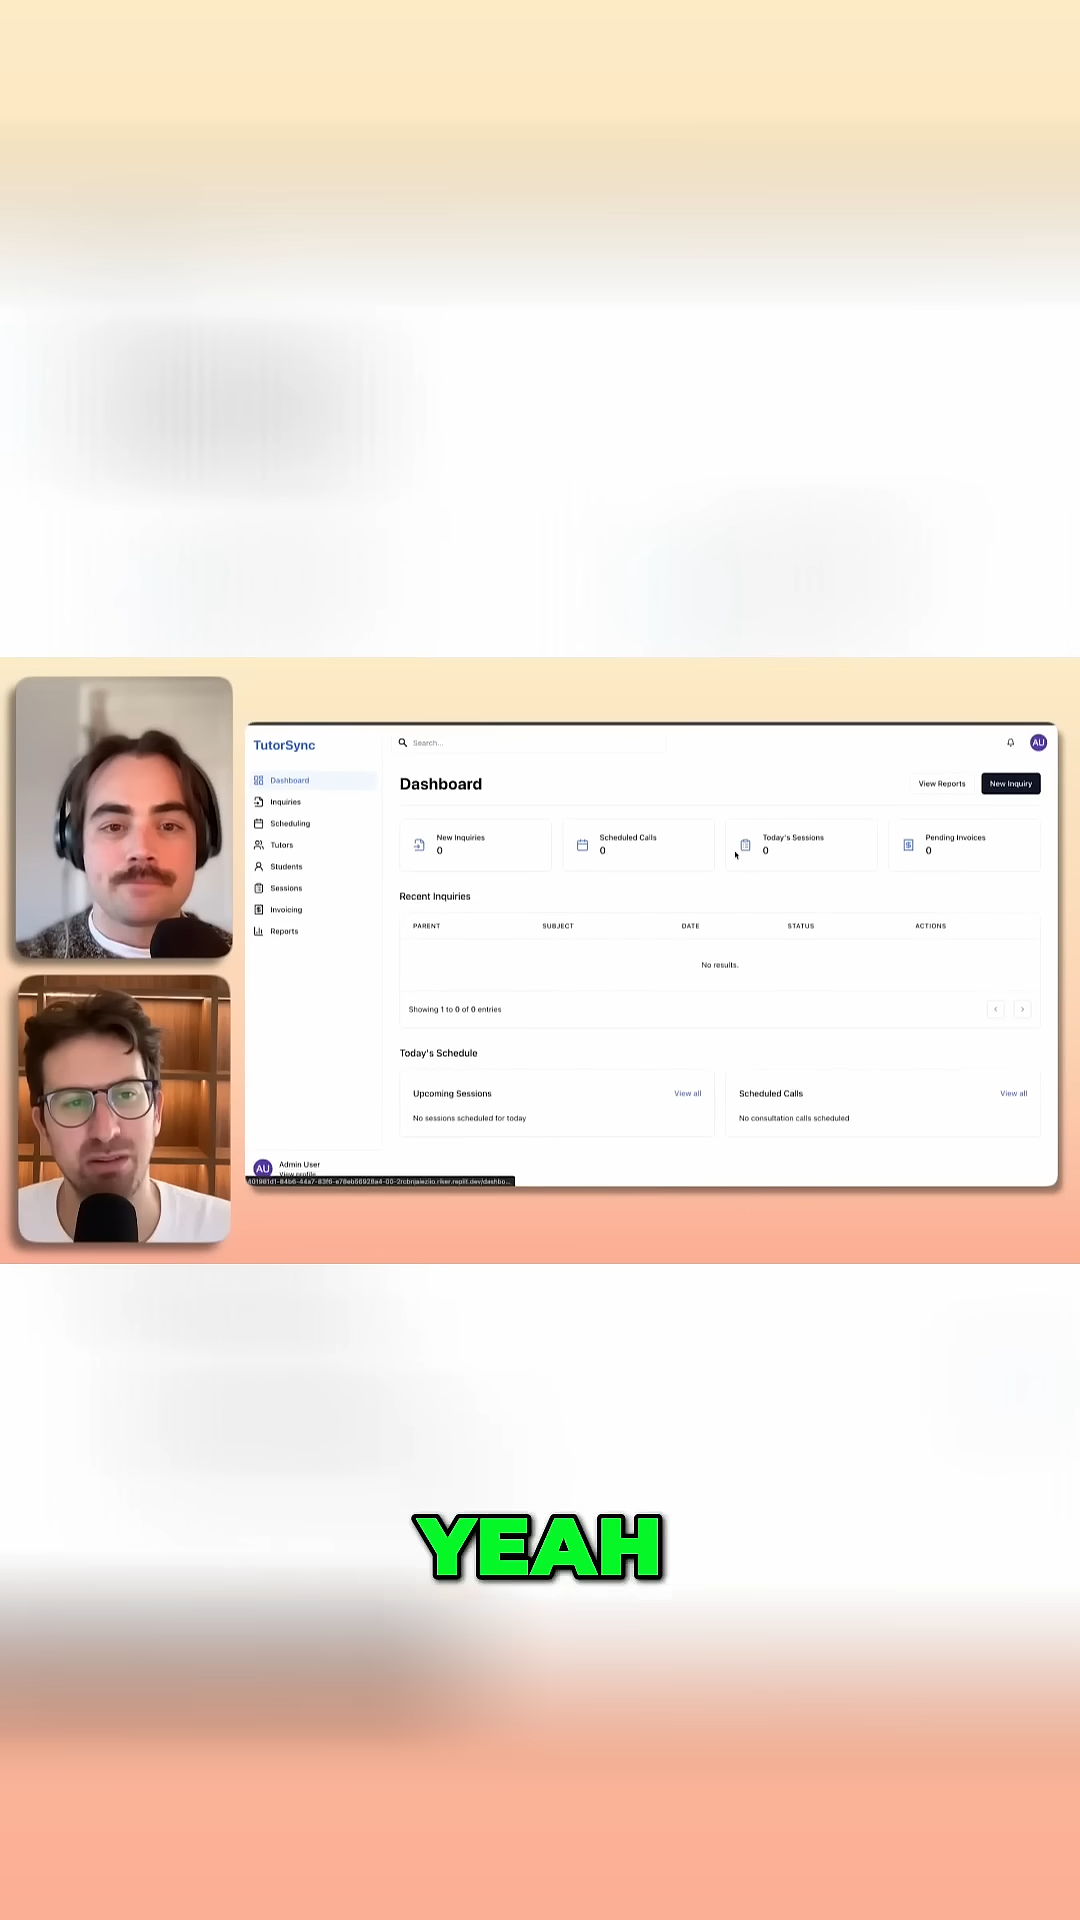 TutorSync
Search...
AU
Dashboard
Inquiries
Scheduling
Tutors
Students
Sessions
Invoicing
Reports
Dashboard
View Reports
New Inquiry
New Inquiries
0
Scheduled Calls
0
Today's Sessions
0
Pending Invoices
0
Recent Inquiries
PARENT SUBJECT DATE STATUS ACTIONS
No results.
Showing 1 to 0 of 0 entries
Today's Schedule
Upcoming Sessions
View all
No sessions scheduled for today
Scheduled Calls
View all
No consultation calls scheduled
AU
Admin User
View profile
YEAH